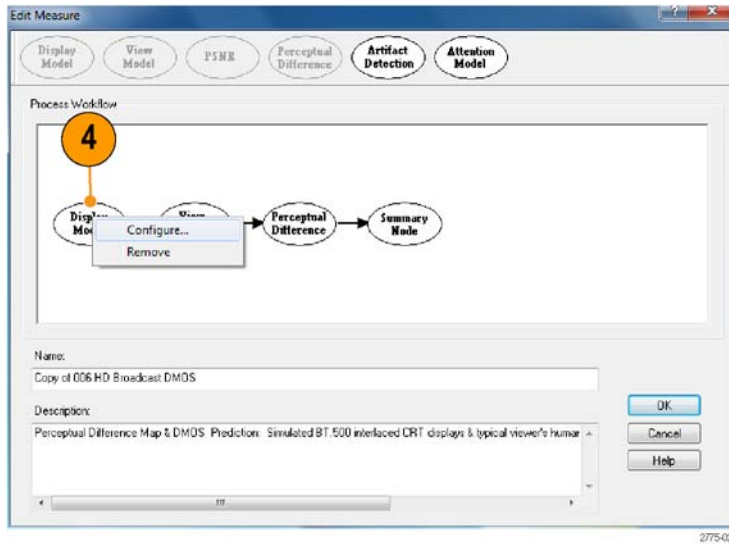 Edit Measure
Display Model
View Model
PSNR
Perceptual Difference
Artifact Detection
Attention Model
Process Workflow
4
Display
View
Perceptual Difference
Summary Node
Configure...
Remove
Name:
Copy of 006 HD Broadcast DMOS
Description:
Perceptual Difference Map & DMOS Prediction: Simulated BT.500 interlaced CRT displays & typical viewer's human
OK
Cancel
Help